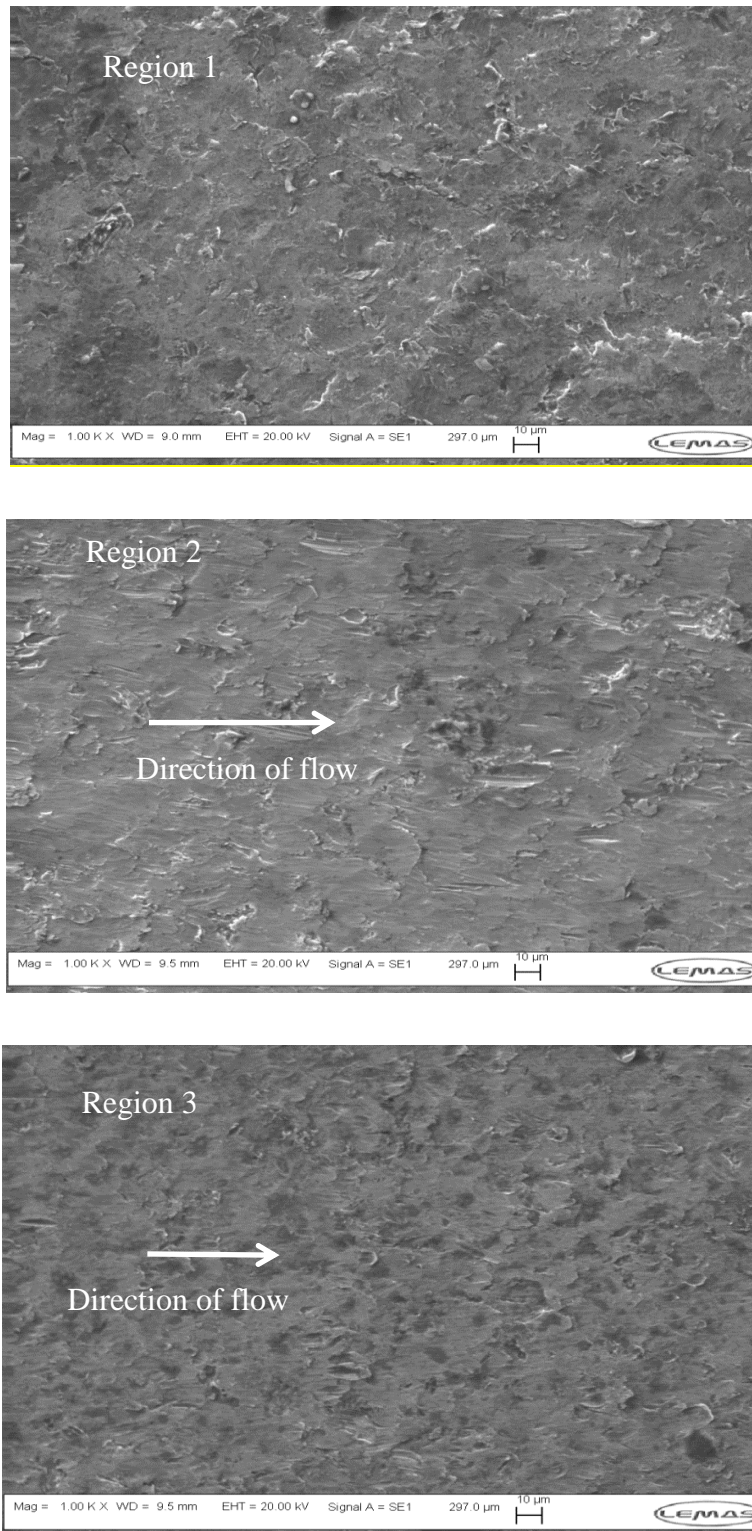 Region 1
Mag = 1.00 K X WD = 9.0 mm EHT = 20.00 kV Signal A = SE1 297.0 µm 10 µm LEMAS
Region 2
Direction of flow
Mag = 1.00 K X WD = 9.5 mm EHT = 20.00 kV Signal A = SE1 297.0 µm 10 µm LEMAS
Region 3
Direction of flow
Mag = 1.00 K X WD = 9.5 mm EHT = 20.00 kV Signal A = SE1 297.0 µm 10 µm LEMAS